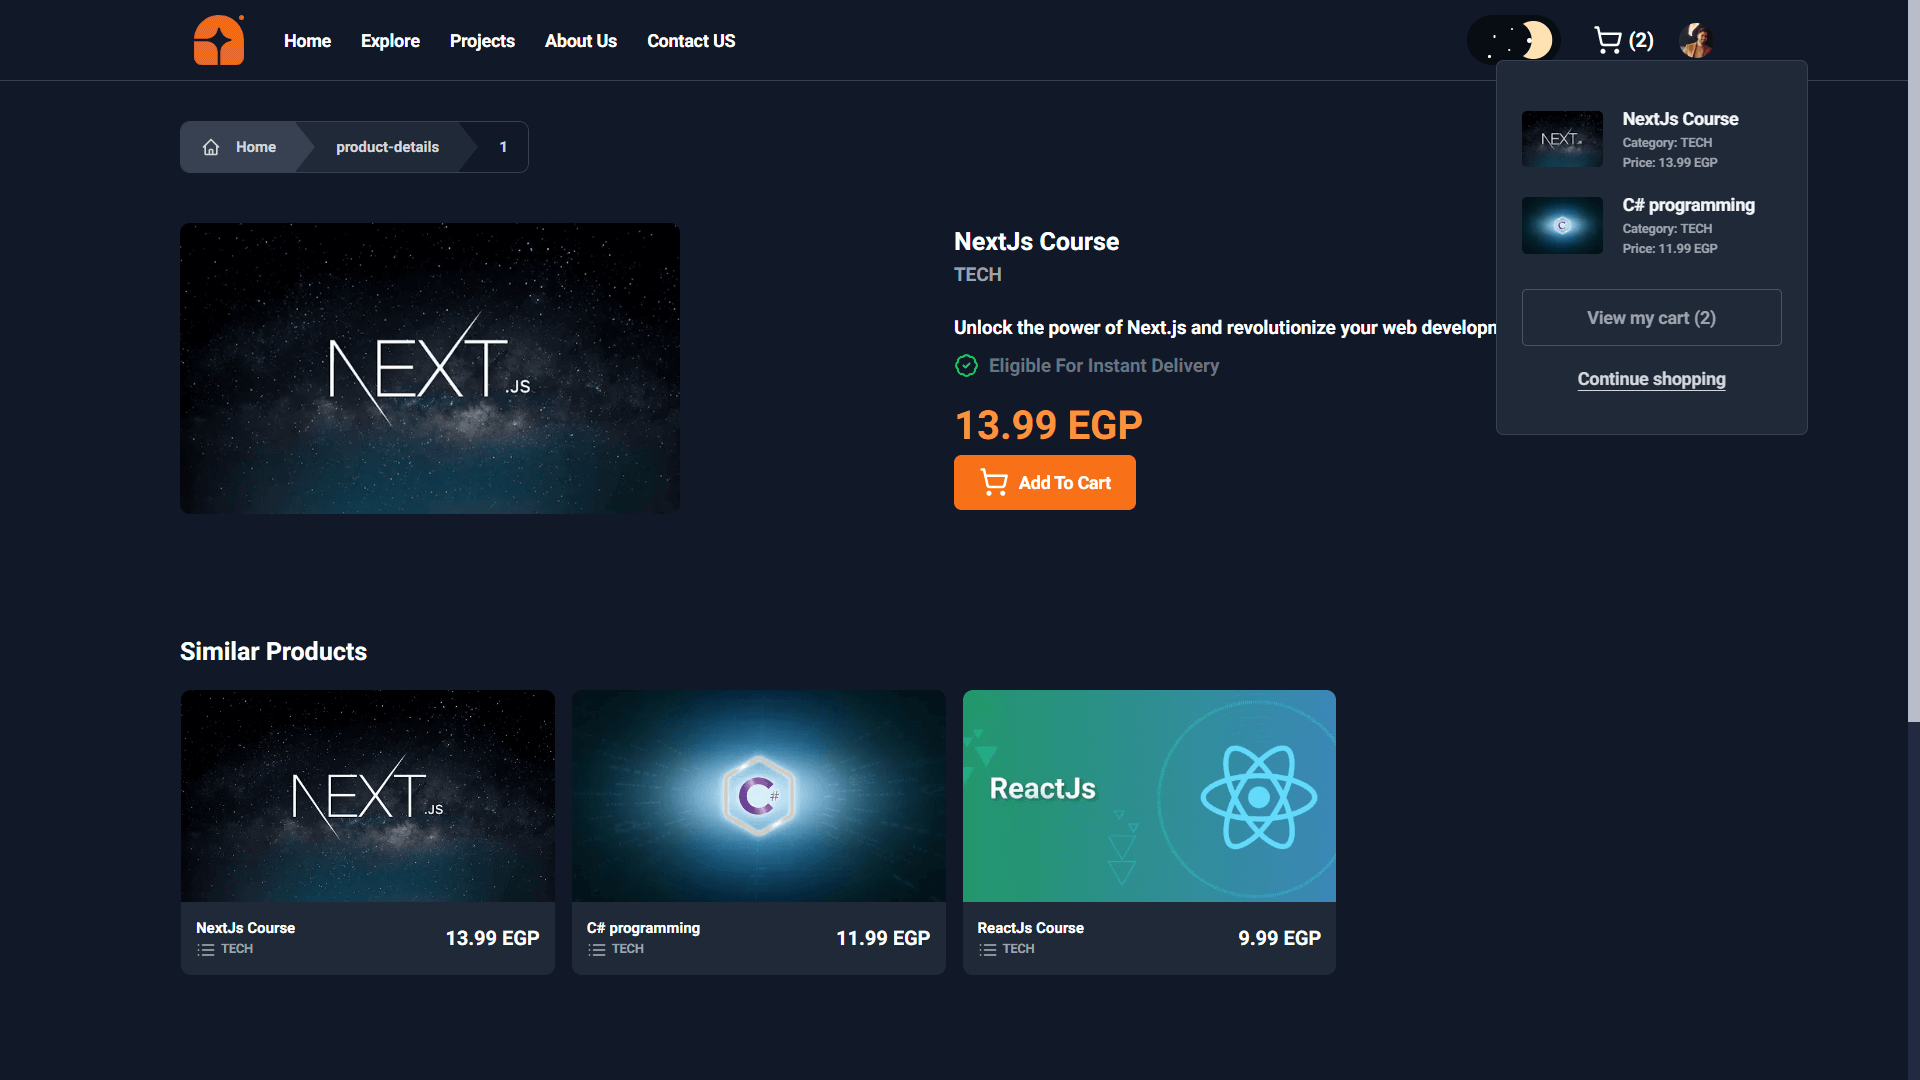 Home
Explore
Projects
About Us
Contact US
(2)
Home
product-details
1
NextJs Course
Category: TECH
Price: 13.99 EGP
C# programming
Category: TECH
Price: 11.99 EGP
View my cart (2)
Continue shopping
NEXT.JS
NEXT.JS
C
NextJs Course
TECH
Unlock the power of Next.js and revolutionize your web
Eligible For Instant Delivery
13.99 EGP
Add To Cart
Similar Products
NEXT.JS
C#
ReactJs
NextJs Course
TECH
13.99 EGP
C# programming
TECH
11.99 EGP
ReactJs Course
TECH
9.99 EGP